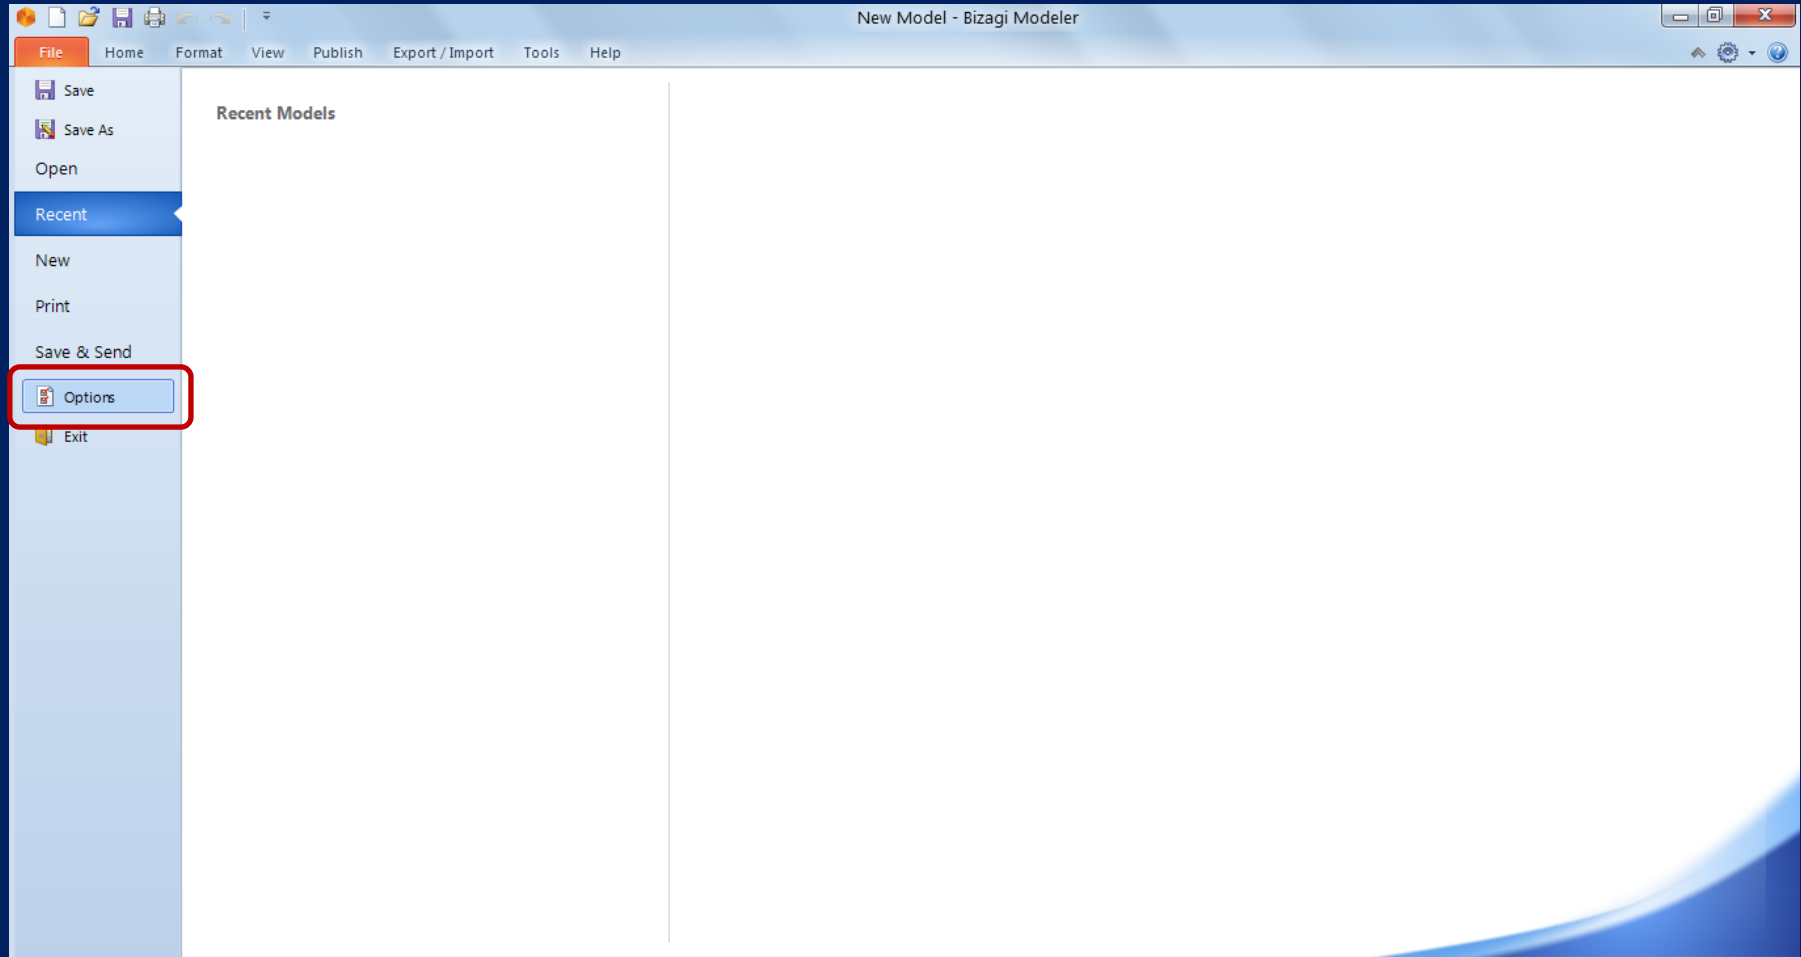 New Model - Bizagi Modeler
File Home Format View Publish Export / Import Tools Help
Save
Save As
Open
Recent
New
Print
Save & Send
Options
Exit
Recent Models